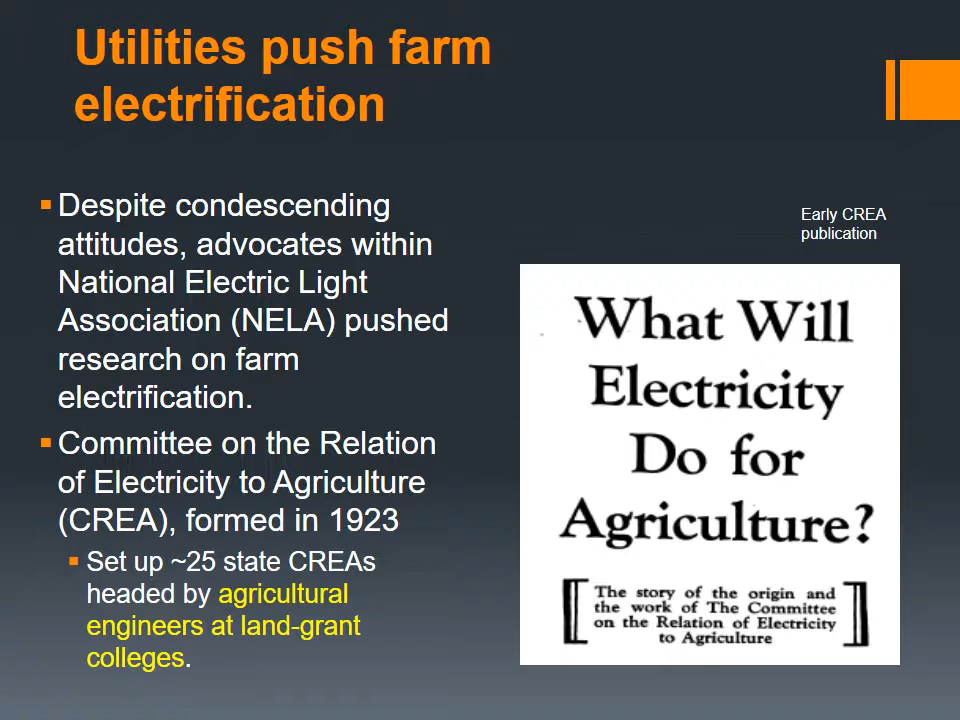 Utilities push farm
electrification
Despite condescending
attitudes, advocates within
National Electric Light
Association (NELA) pushed
research on farm
electrification.
Committee on the Relation
of Electricity to Agriculture
(CREA), formed in 1923
Set up ~25 state CREAs
headed by agricultural
engineers at land-grant
colleges.
Early CREA
publication
What Will
Electricity
Do for
Agriculture?
[The story of the origin and
the work of The Committee
on the Relation of Electricity
to Agriculture]